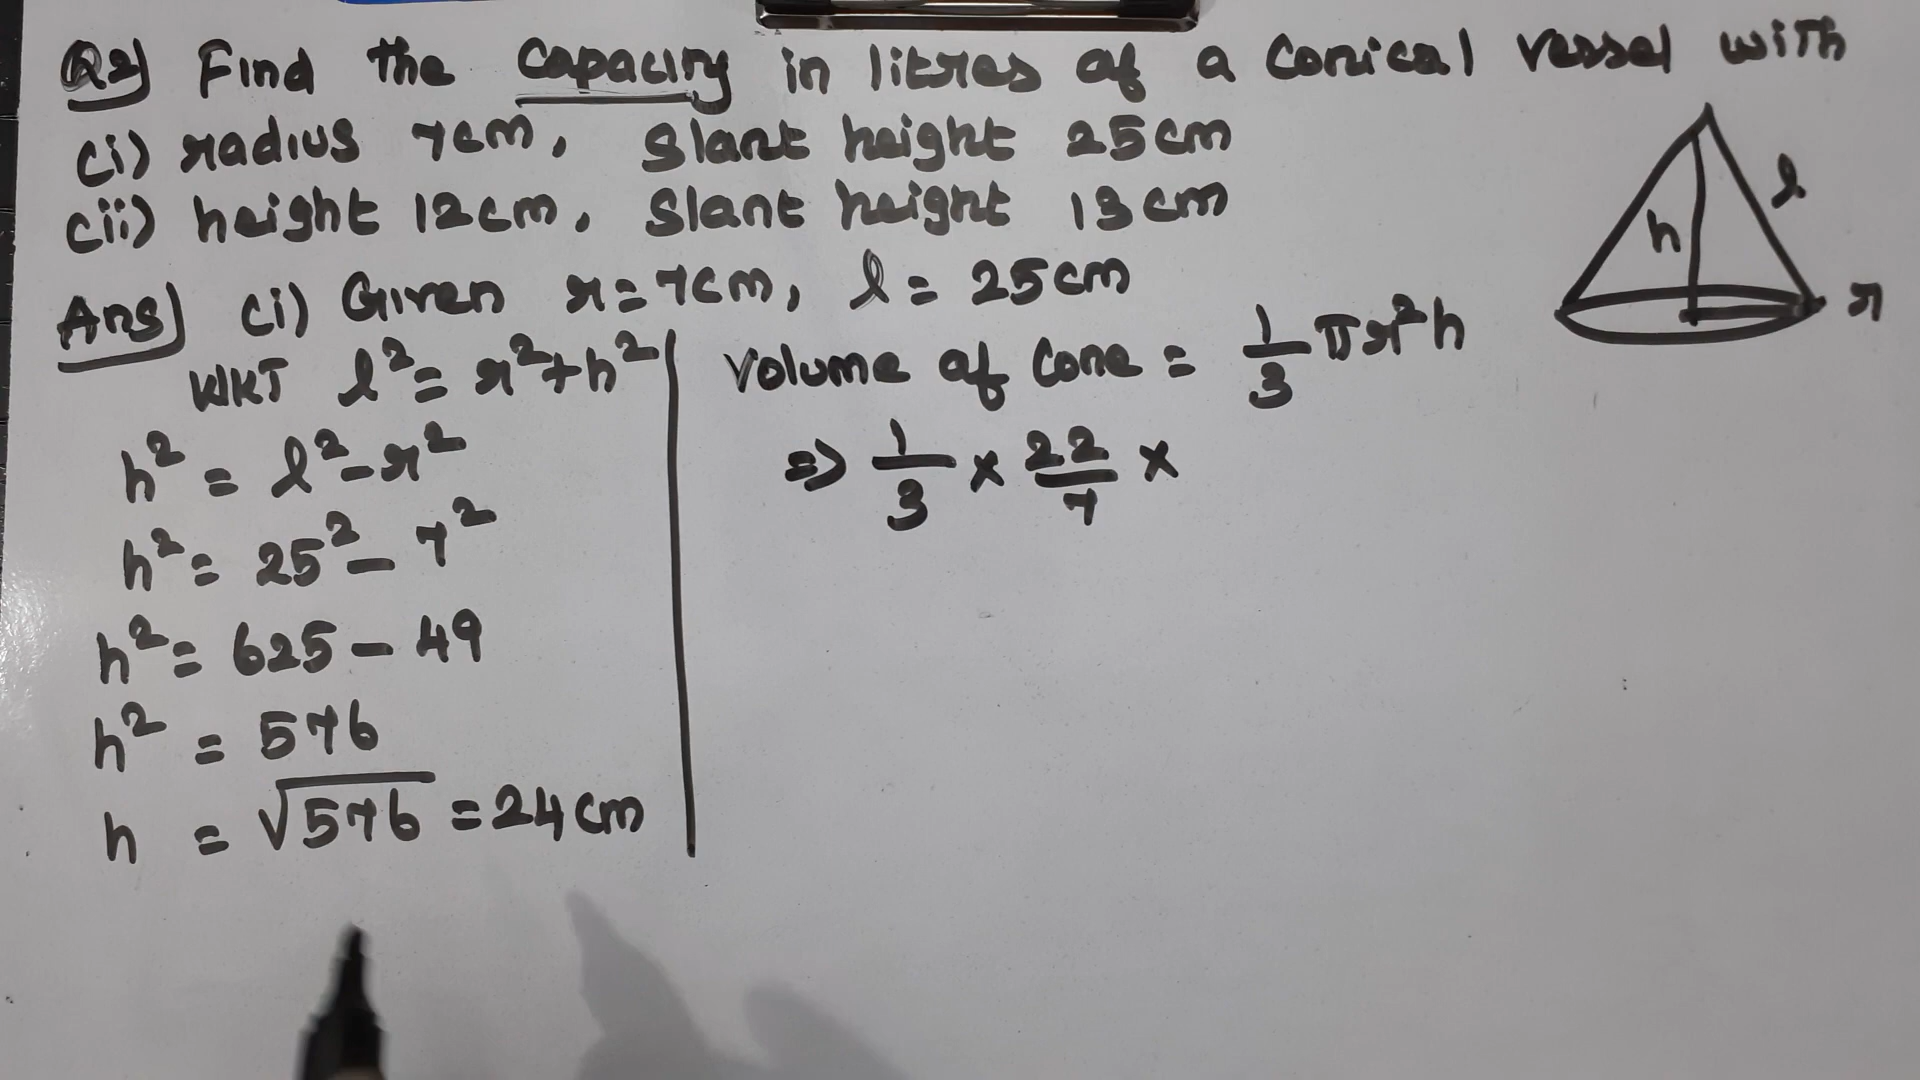 Q2) Find the capacity in litres of a conical vessel with
(i) radius 7cm, slant height 25cm
(ii) height 12cm, slant height 13cm
Ans) (i) Given r=7cm, l = 25cm
WKT l² = r²+h²
h² = l²-r²
h² = 25² - 7²
h² = 625 - 49
h² = 576
h = √576 = 24cm
Volume of Cone = 1/3 πr²h
⇒ 1/3 × 22/7 ×
h
l
r